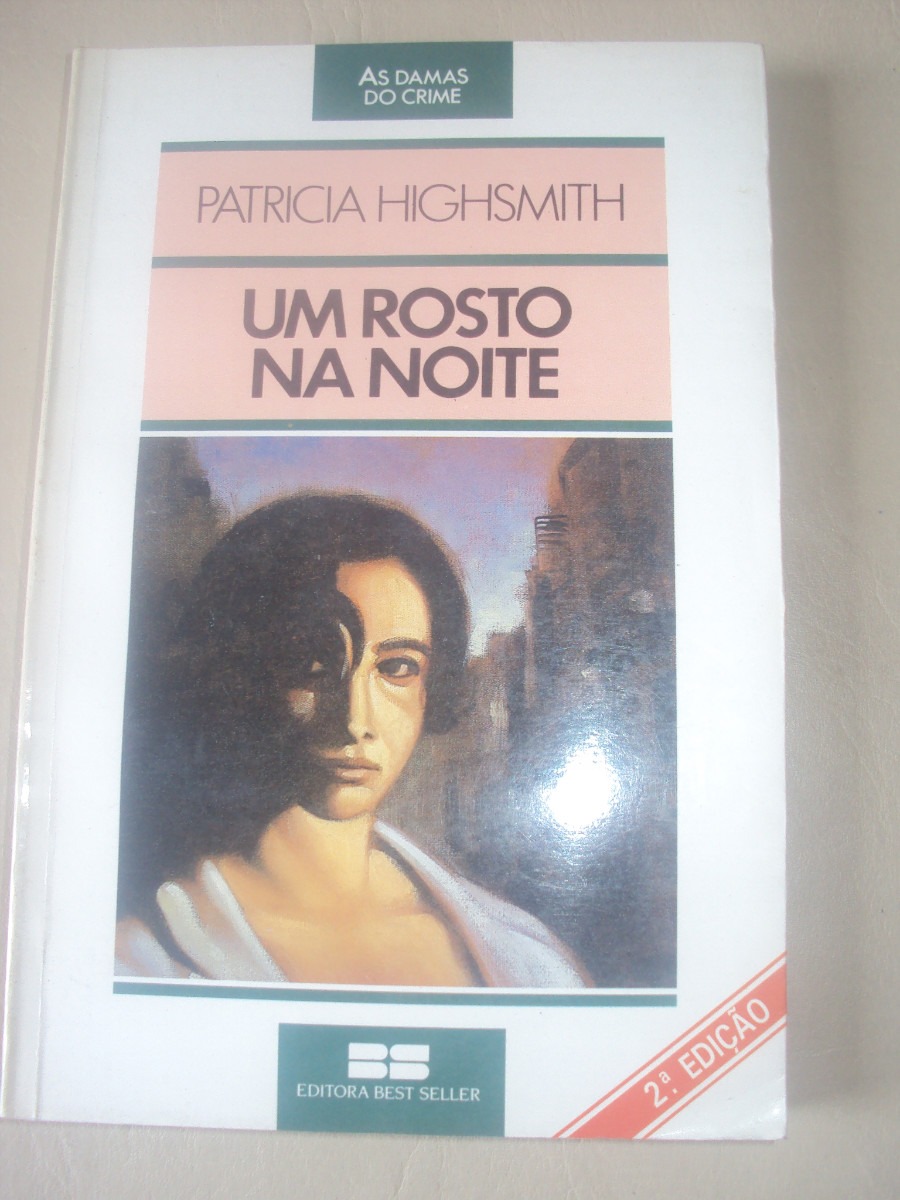 AS DAMAS
DO CRIME
PATRICIA HIGHSMITH
UM ROSTO
NA NOITE
BS
EDITORA BEST SELLER
2ª. EDIÇÃO